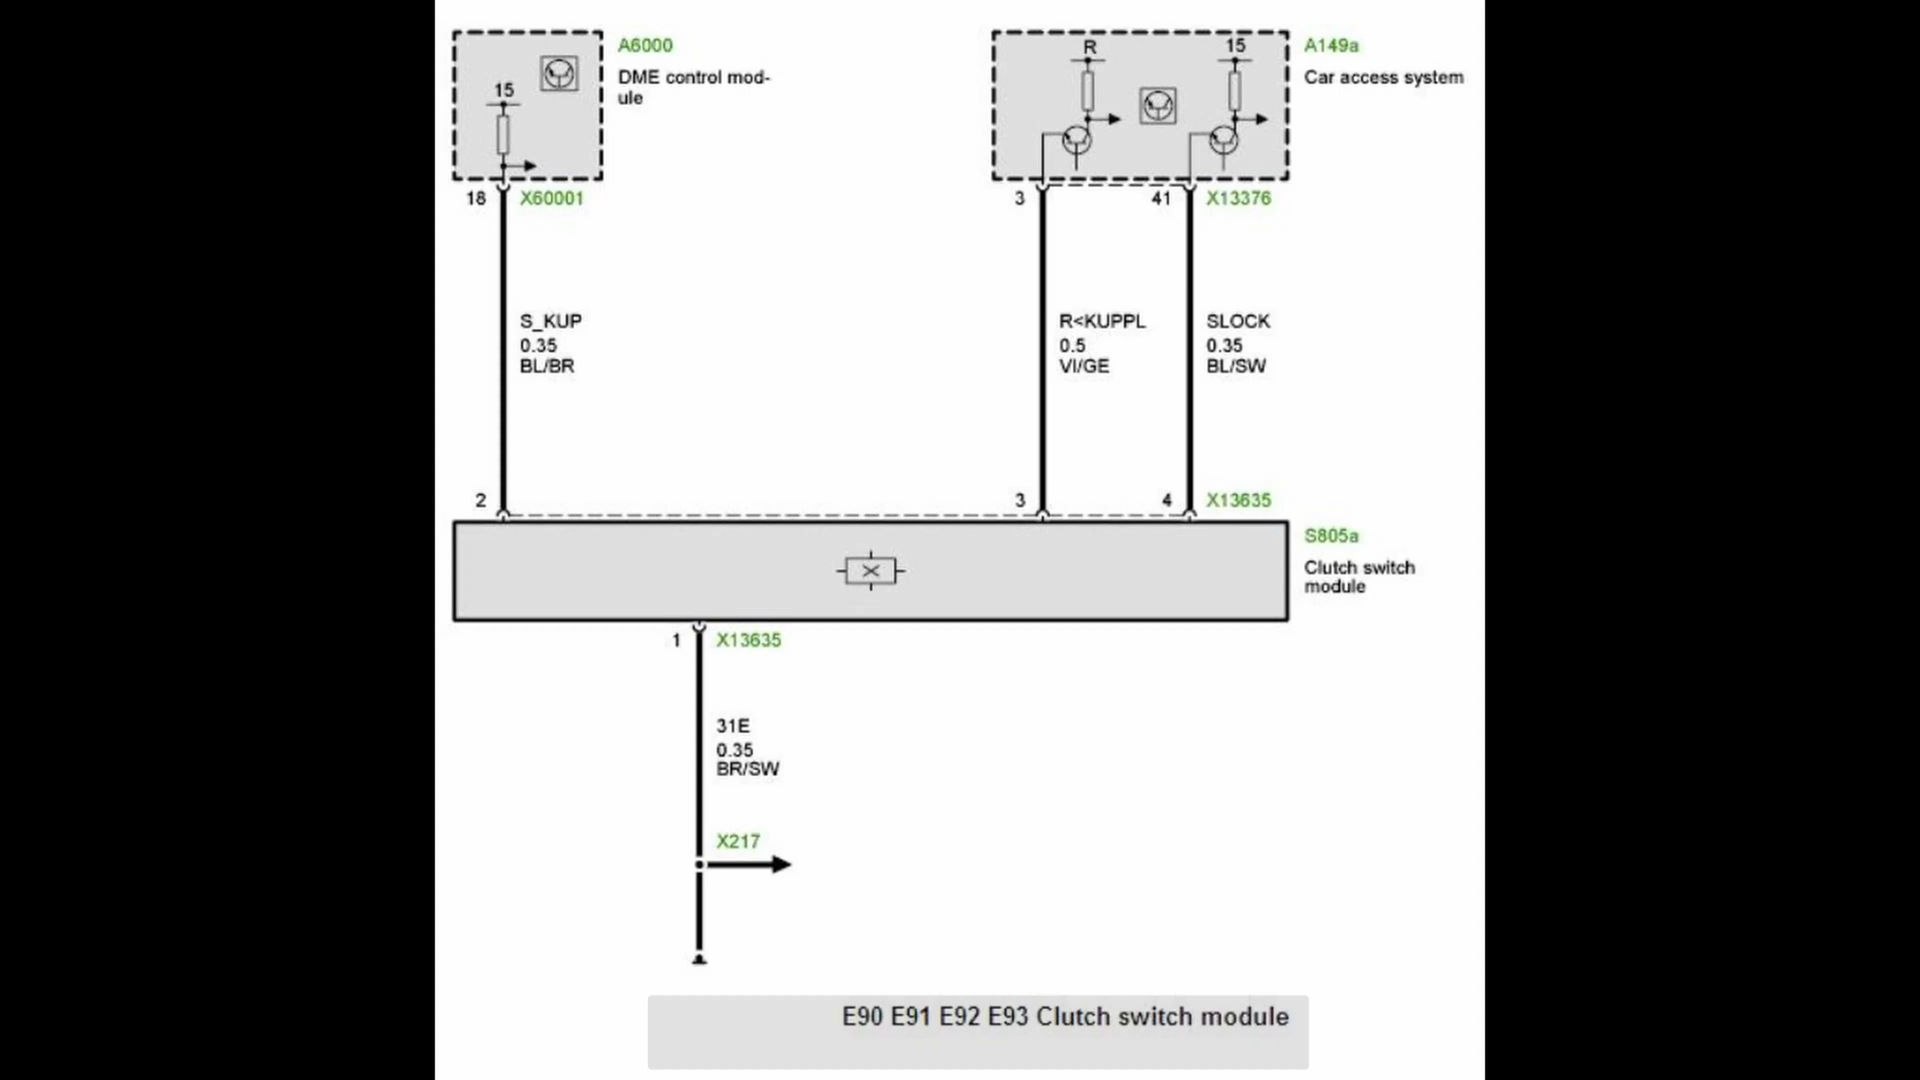 A6000
DME control mod-
ule
15
R
15
A149a
Car access system
18 X60001
3
41 X13376
S_KUP
0.35
BL/BR
R<KUPPL
0.5
VI/GE
SLOCK
0.35
BL/SW
2
3
4 X13635
S805a
Clutch switch
module
1 X13635
31E
0.35
BR/SW
X217
E90 E91 E92 E93 Clutch switch module